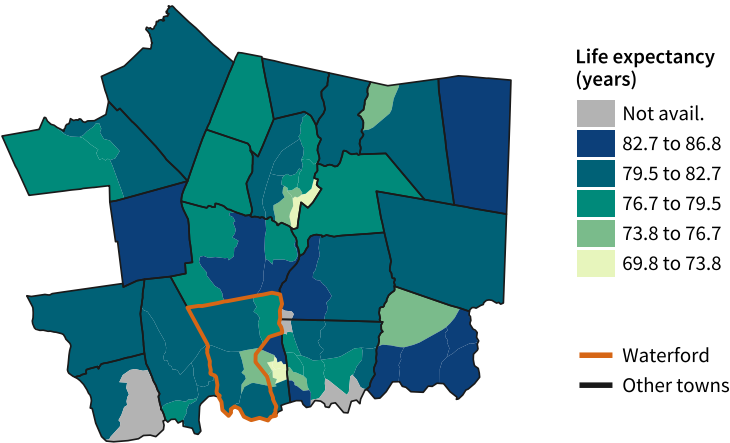 Life expectancy
(years)
Not avail.
82.7 to 86.8
79.5 to 82.7
76.7 to 79.5
73.8 to 76.7
69.8 to 73.8
Waterford
Other towns